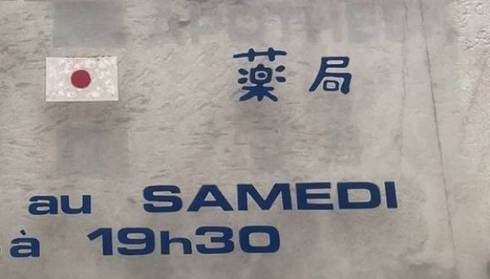 薬局
au SAMEDI
à 19h30